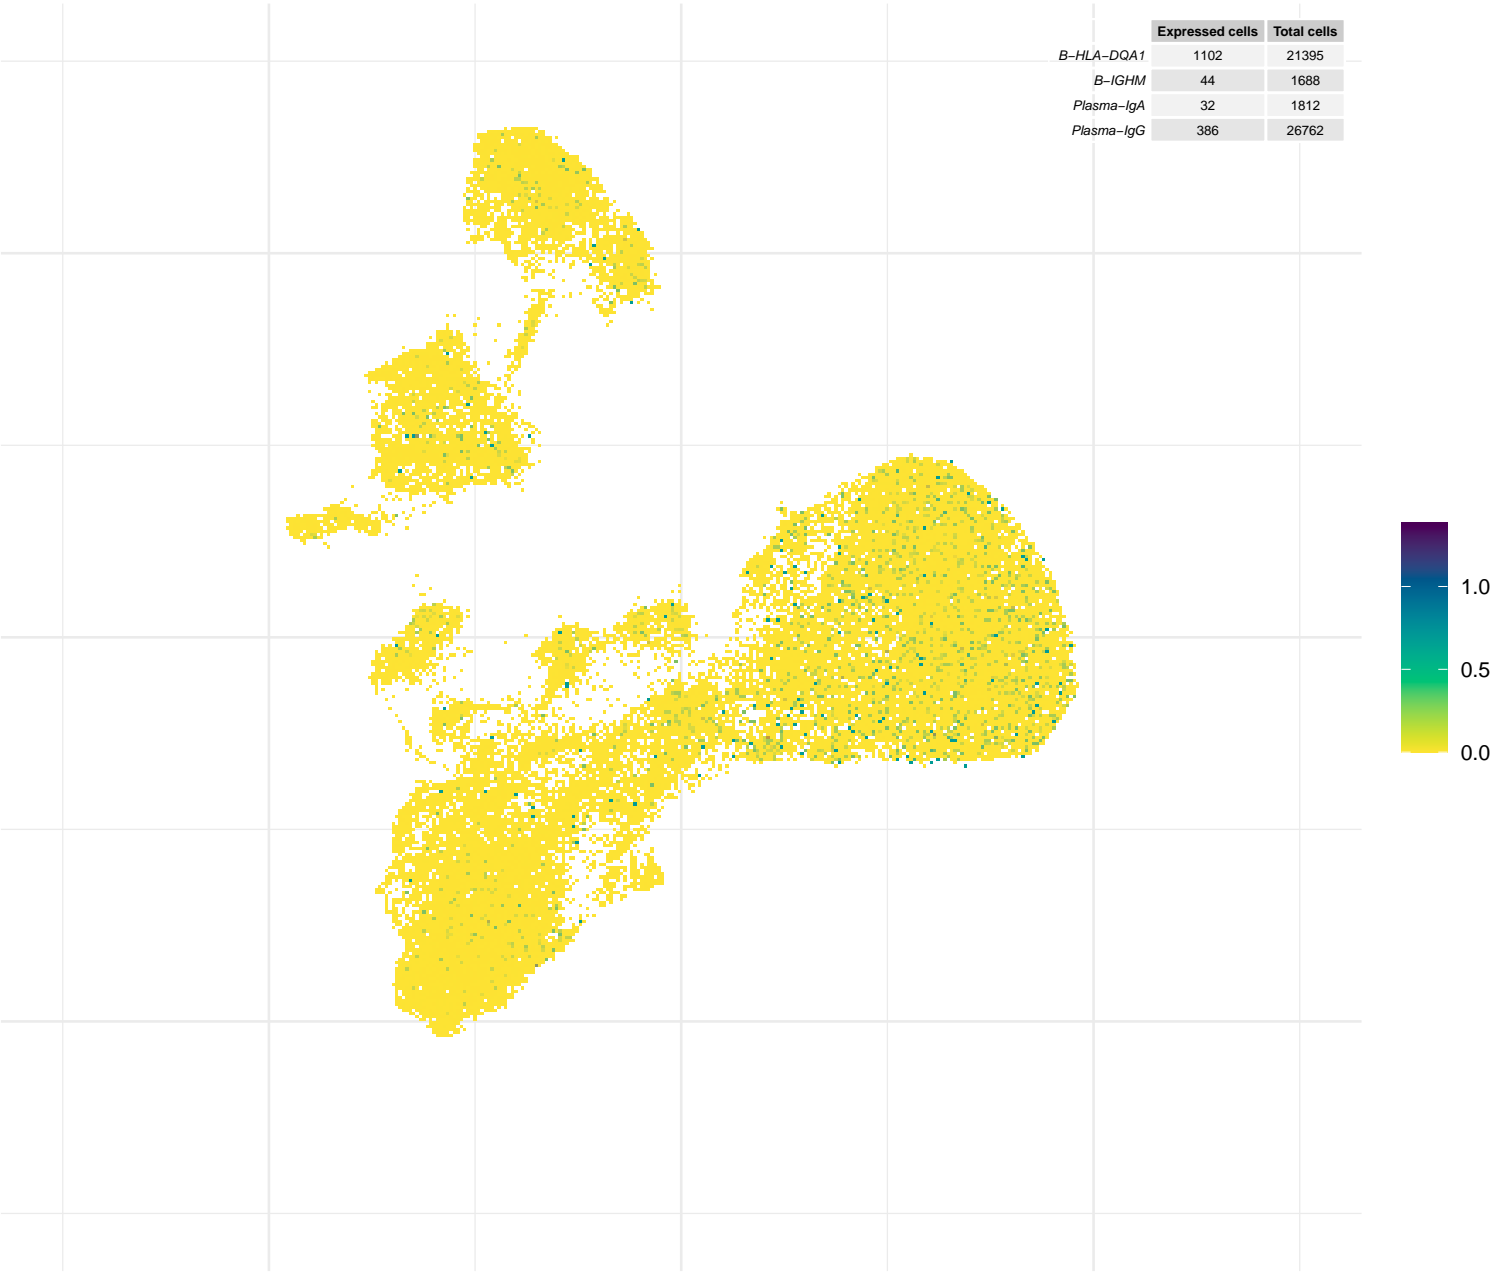 Expressed cells Total cells
B−HLA−DQA1 1102 21395
B−IGHM 44 1688
Plasma−IgA 32 1812
Plasma−IgG 386 26762
1.0
0.5
0.0